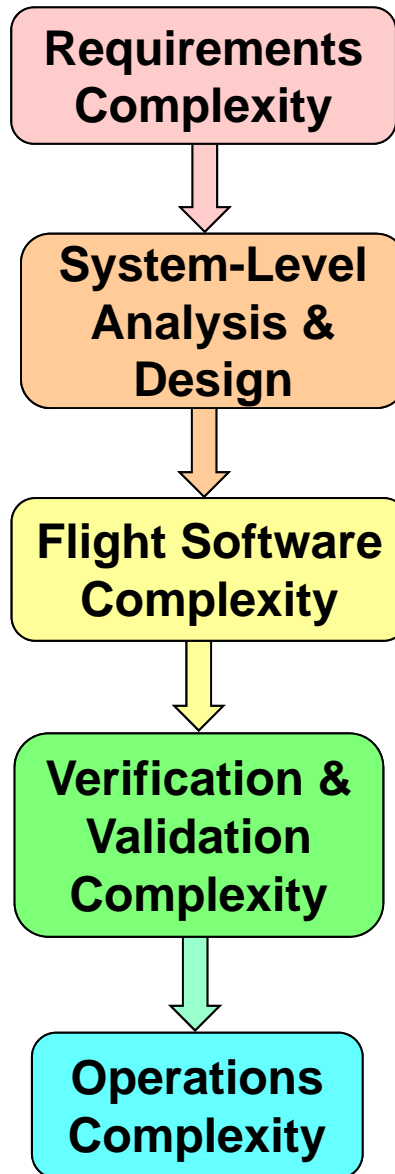 Requirements
Complexity
System-Level
Analysis &
Design
Flight Software
Complexity
Verification &
Validation
Complexity
Operations
Complexity